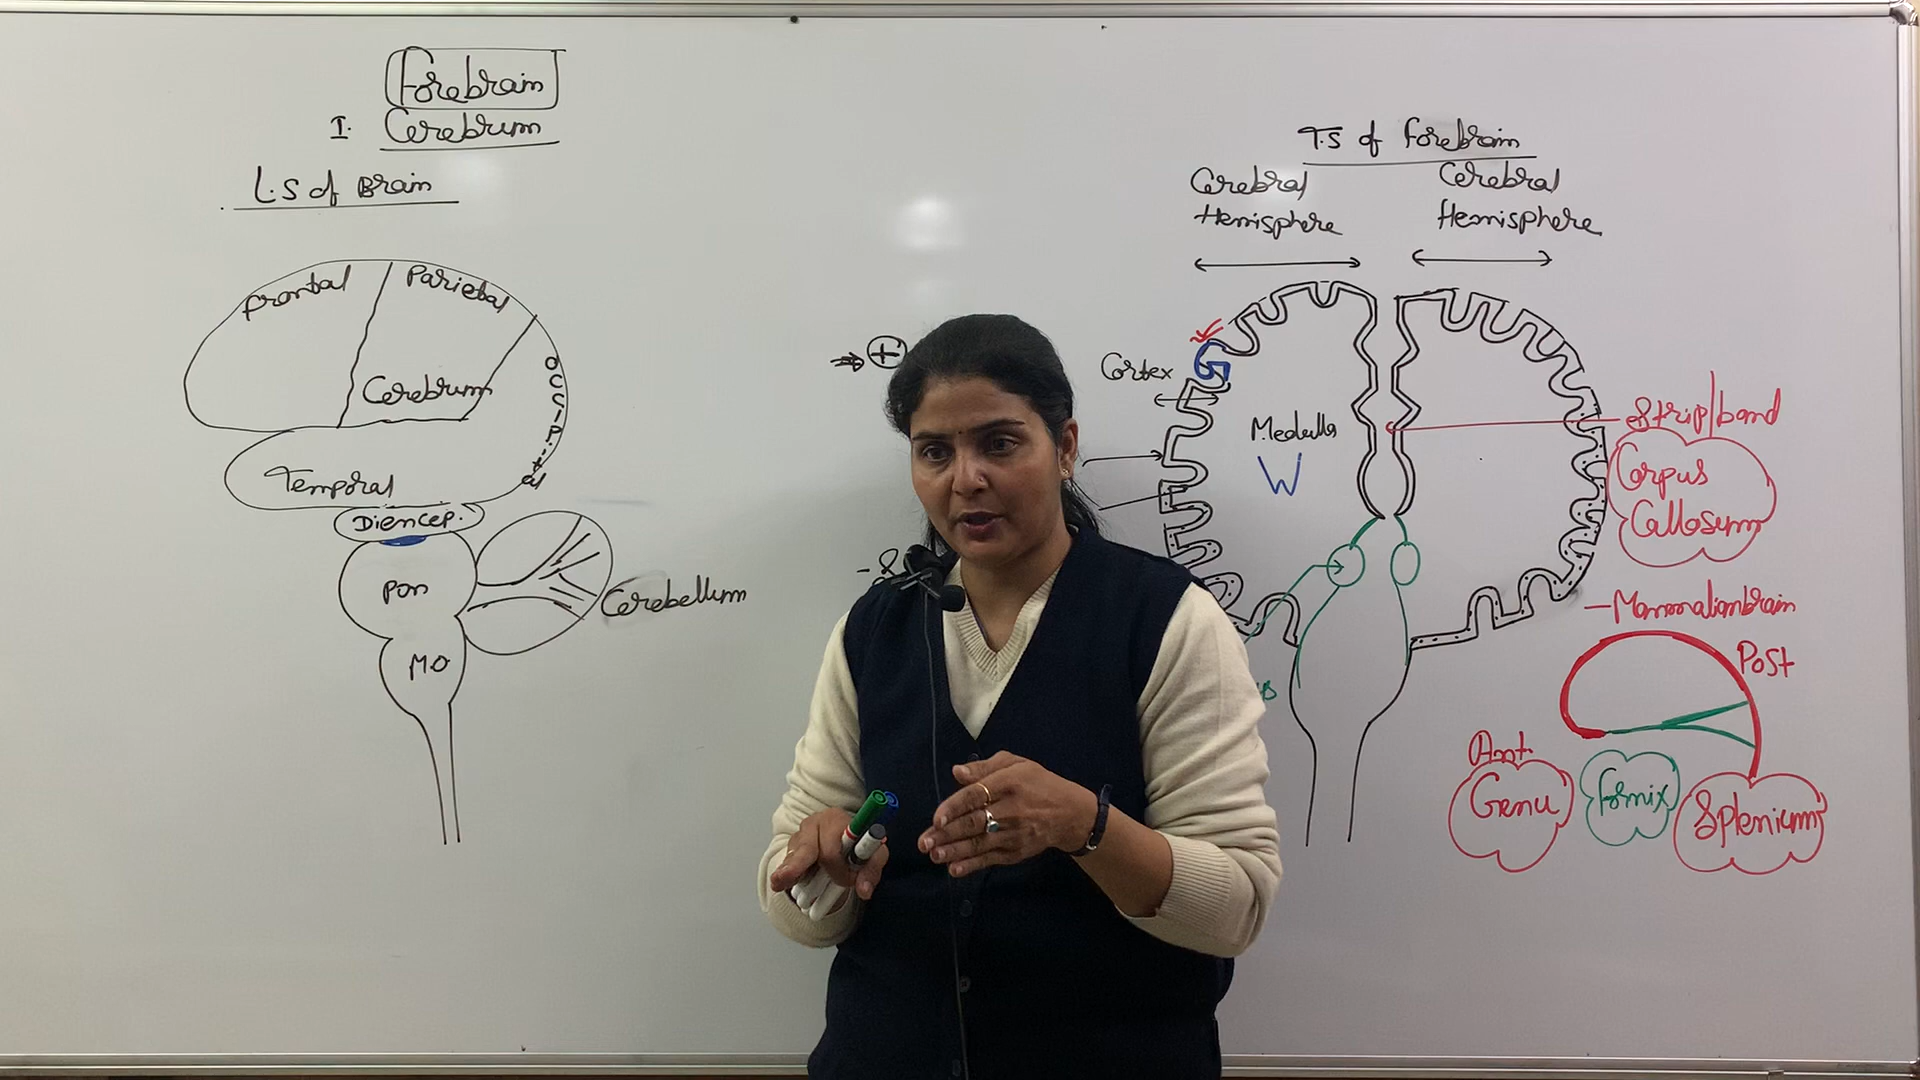 Forebrain
I. Cerebrum
L.S of Brain
Frontal
Parietal
Cerebrum
Occipital
Temporal
Diencep.
Pon
Cerebellum
MO
T.S of Forebrain
Cerebral
Hemisphere
Cerebral
Hemisphere
Cortex
G
Medulla
W
Strip/band
Corpus
Callosum
- Mammalian brain
Post
Ant.
Genu
Fornix
Splenium